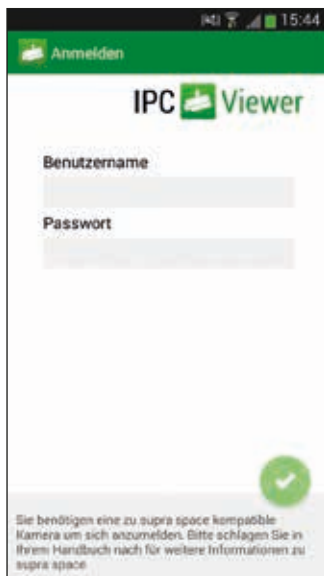 15:44
Anmelden
IPC Viewer
Benutzername
Passwort
Sie benötigen eine zu supra space kompatible
Kamera um sich anzumelden. Bitte schlagen Sie in
Ihrem Handbuch nach für weitere Informationen zu
supra space